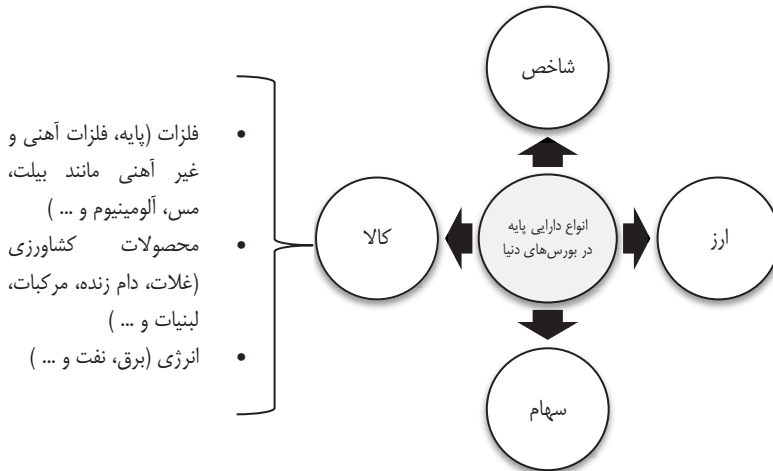 شاخص
انواع دارایی پایه
در بورس‌های دنیا
ارز
کالا
سهام
• فلزات (پایه، فلزات آهنی و
غیر آهنی مانند بیلت،
مس، آلومینیوم و ... )
• محصولات کشاورزی
(غلات، دام زنده، مرکبات،
لبنیات و ... )
• انرژی (برق، نفت و ... )